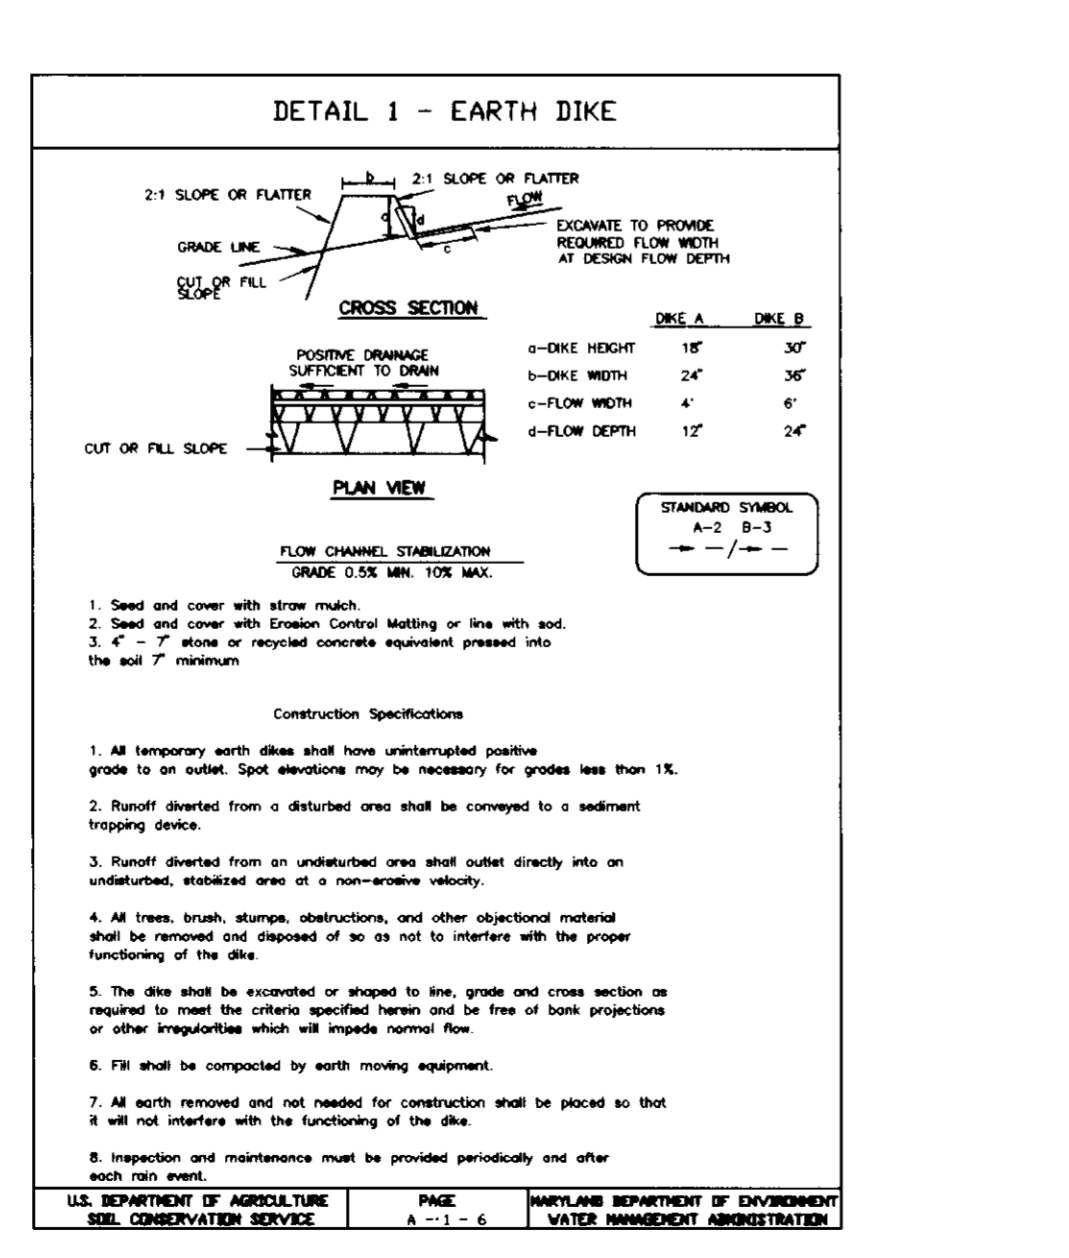 DETAIL 1 - EARTH DIKE
b
2:1 SLOPE OR FLATTER
2:1 SLOPE OR FLATTER
FLOW
a
d
EXCAVATE TO PROVIDE
REQUIRED FLOW WIDTH
AT DESIGN FLOW DEPTH
GRADE LINE
c
CUT OR FILL
SLOPE
CROSS SECTION
DIKE A DIKE B
a-DIKE HEIGHT 18" 30"
b-DIKE WIDTH 24" 36"
c-FLOW WIDTH 4' 6'
d-FLOW DEPTH 12" 24"
POSITIVE DRAINAGE
SUFFICIENT TO DRAIN
CUT OR FILL SLOPE
PLAN VIEW
STANDARD SYMBOL
A-2 B-3
/
FLOW CHANNEL STABILIZATION
GRADE 0.5% MIN. 10% MAX.
1. Seed and cover with straw mulch.
2. Seed and cover with Erosion Control Matting or line with sod.
3. 4" - 7" stone or recycled concrete equivalent pressed into
the soil 7" minimum
Construction Specifications
1. All temporary earth dikes shall have uninterrupted positive
grade to an outlet. Spot elevations may be necessary for grades less than 1%.
2. Runoff diverted from a disturbed area shall be conveyed to a sediment
trapping device.
3. Runoff diverted from an undisturbed area shall outlet directly into an
undisturbed, stabilized area at a non-erosive velocity.
4. All trees, brush, stumps, obstructions, and other objectional material
shall be removed and disposed of so as not to interfere with the proper
functioning of the dike.
5. The dike shall be excavated or shaped to line, grade and cross section as
required to meet the criteria specified herein and be free of bank projections
or other irregularities which will impede normal flow.
6. Fill shall be compacted by earth moving equipment.
7. All earth removed and not needed for construction shall be placed so that
it will not interfere with the functioning of the dike.
8. Inspection and maintenance must be provided periodically and after
each rain event.
U.S. DEPARTMENT OF AGRICULTURE
SOIL CONSERVATION SERVICE
PAGE
A - 1 - 6
MARYLAND DEPARTMENT OF ENVIRONMENT
WATER MANAGEMENT ADMINISTRATION